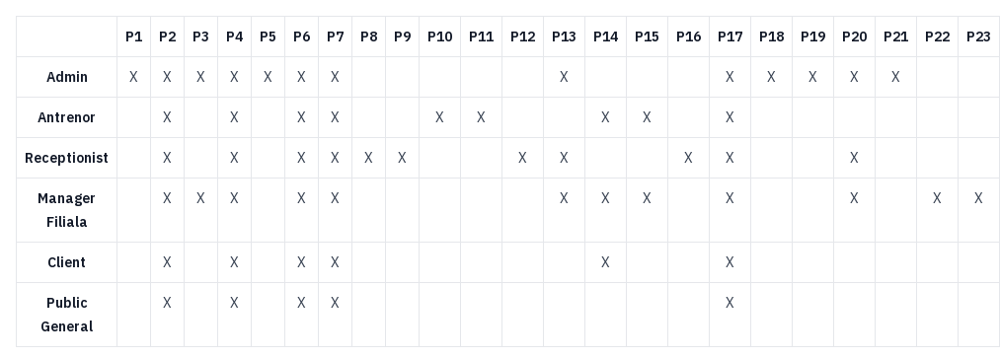 P1 P2 P3 P4 P5 P6 P7 P8 P9 P10 P11 P12 P13 P14 P15 P16 P17 P18 P19 P20 P21 P22 P23
Admin X X X X X X X X X X X X X
Antrenor X X X X X X X X X
Receptionist X X X X X X X X X X X
Manager X X X X X X X X X X X X
Filiala
Client X X X X X X
Public X X X X X
General